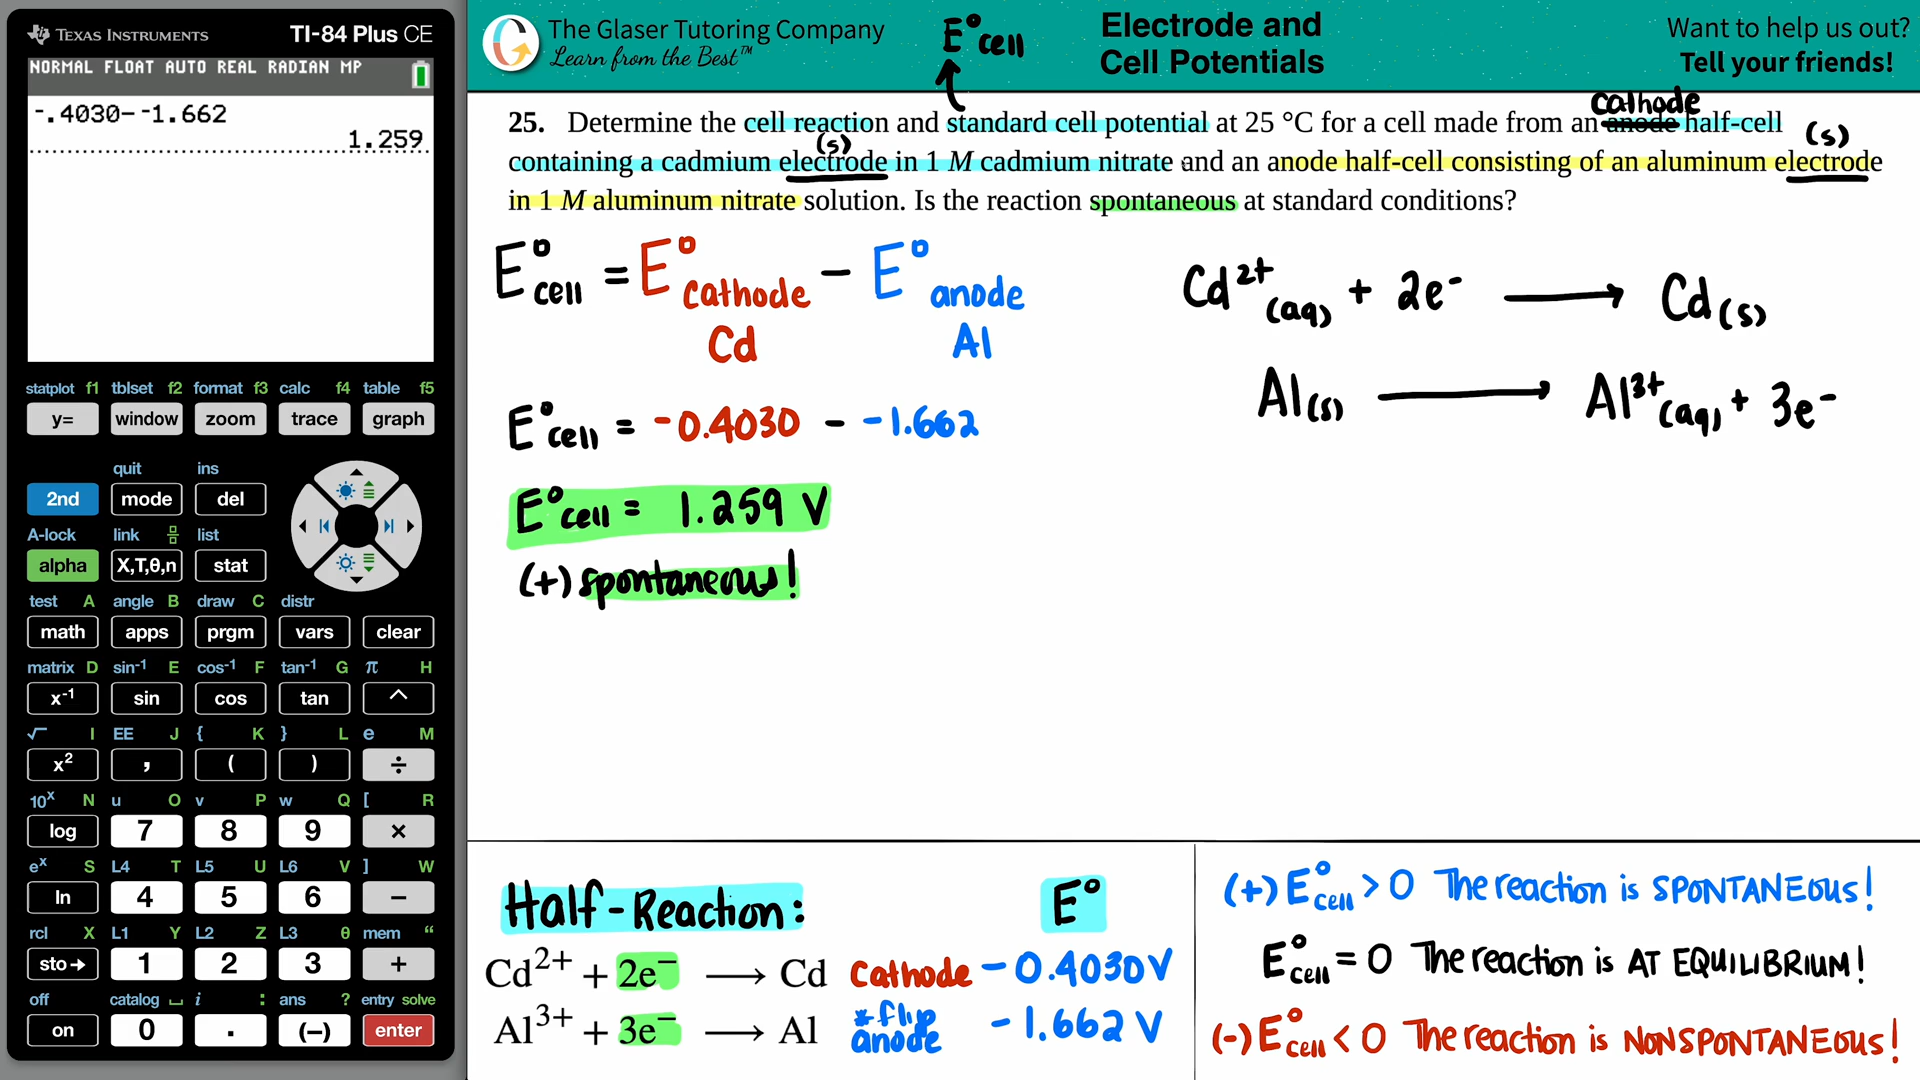 TEXAS INSTRUMENTS TI-84 Plus CE
NORMAL FLOAT AUTO REAL RADIAN MP
-.4030--1.662
1.259
statplot f1 tblset f2 format f3 calc f4 table f5
y= window zoom trace graph
quit ins
2nd mode del
A-lock link list
alpha X,T,θ,n stat
test A angle B draw C distr
math apps prgm vars clear
matrix D sin⁻¹ E cos⁻¹ F tan⁻¹ G π H
x⁻¹ sin cos tan ^
√ I EE J { K } L e M
x² , ( ) ÷
10ˣ N u O v P w Q [ R
log 7 8 9 ×
eˣ S L4 T L5 U L6 V ] W
ln 4 5 6 −
rcl X L1 Y L2 Z L3 θ mem “
sto→ 1 2 3 +
off catalog ⎵ i : ans ? entry solve
on 0 . (−) enter
The Glaser Tutoring Company
Learn from the Best™
E°cell
Electrode and
Cell Potentials
Want to help us out?
Tell your friends!
cathode
25. Determine the cell reaction and standard cell potential at 25 °C for a cell made from an anode half-cell
(s) (s)
containing a cadmium electrode in 1 M cadmium nitrate and an anode half-cell consisting of an aluminum electrode
in 1 M aluminum nitrate solution. Is the reaction spontaneous at standard conditions?
E°cell = E°cathode − E°anode
Cd Al
E°cell = -0.4030 − -1.662
E°cell = 1.259 V
(+) spontaneous!
Cd²⁺(aq) + 2e⁻ ⟶ Cd(s)
Al(s) ⟶ Al³⁺(aq) + 3e⁻
Half-Reaction: E°
Cd²⁺ + 2e⁻ ⟶ Cd cathode -0.4030 V
Al³⁺ + 3e⁻ ⟶ Al *flip anode -1.662 V
(+) E°cell > 0 The reaction is SPONTANEOUS!
E°cell = 0 The reaction is AT EQUILIBRIUM!
(-) E°cell < 0 The reaction is NONSPONTANEOUS!